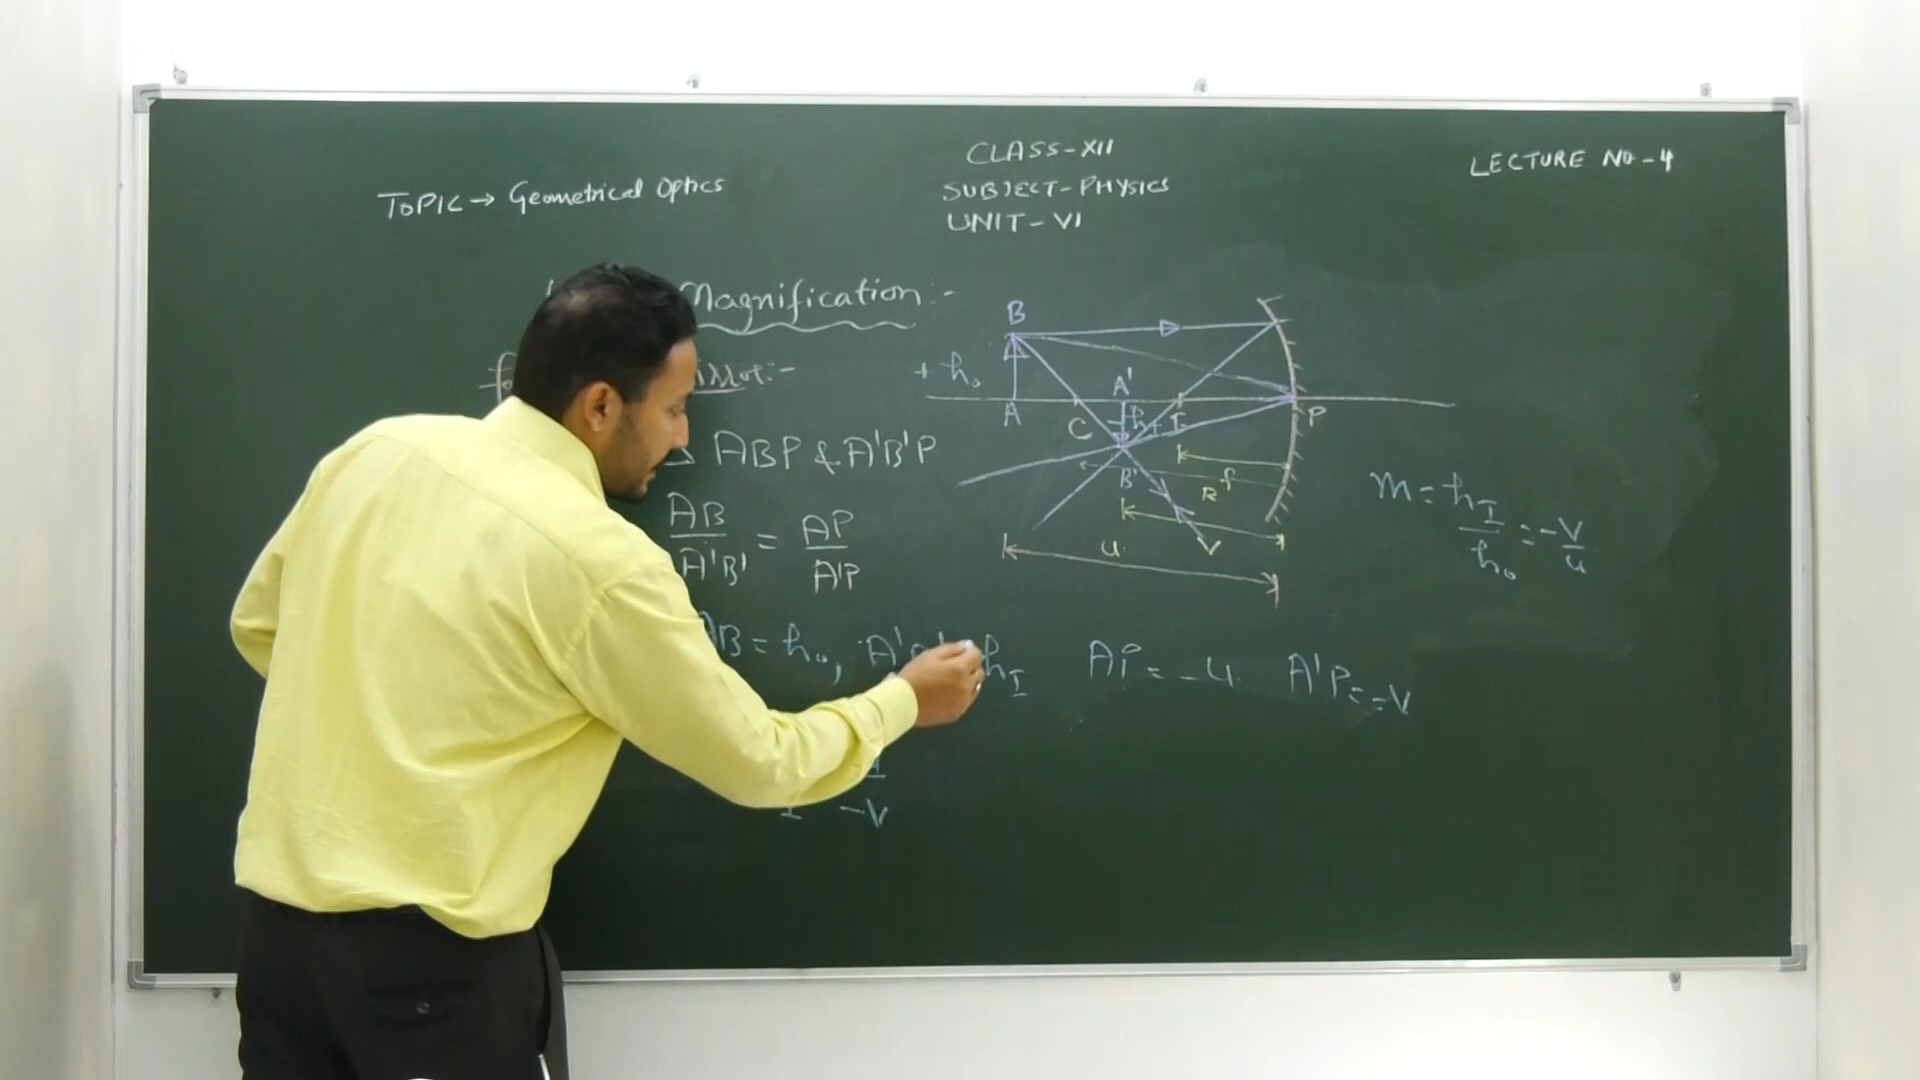 CLASS-XII
LECTURE NO-4
TOPIC → Geometrical Optics
SUBJECT-PHYSICS
UNIT-VI
Magnification:-
B
+ h₀
A'
A
C
-h_I
F
P
∆ ABP & A'B'P
B'
f
R
m = h_I/h₀ = -v/u
AB/A'B' = AP/A'P
u
V
AB = h₀, h_I AP = -u A'P = -V
-V